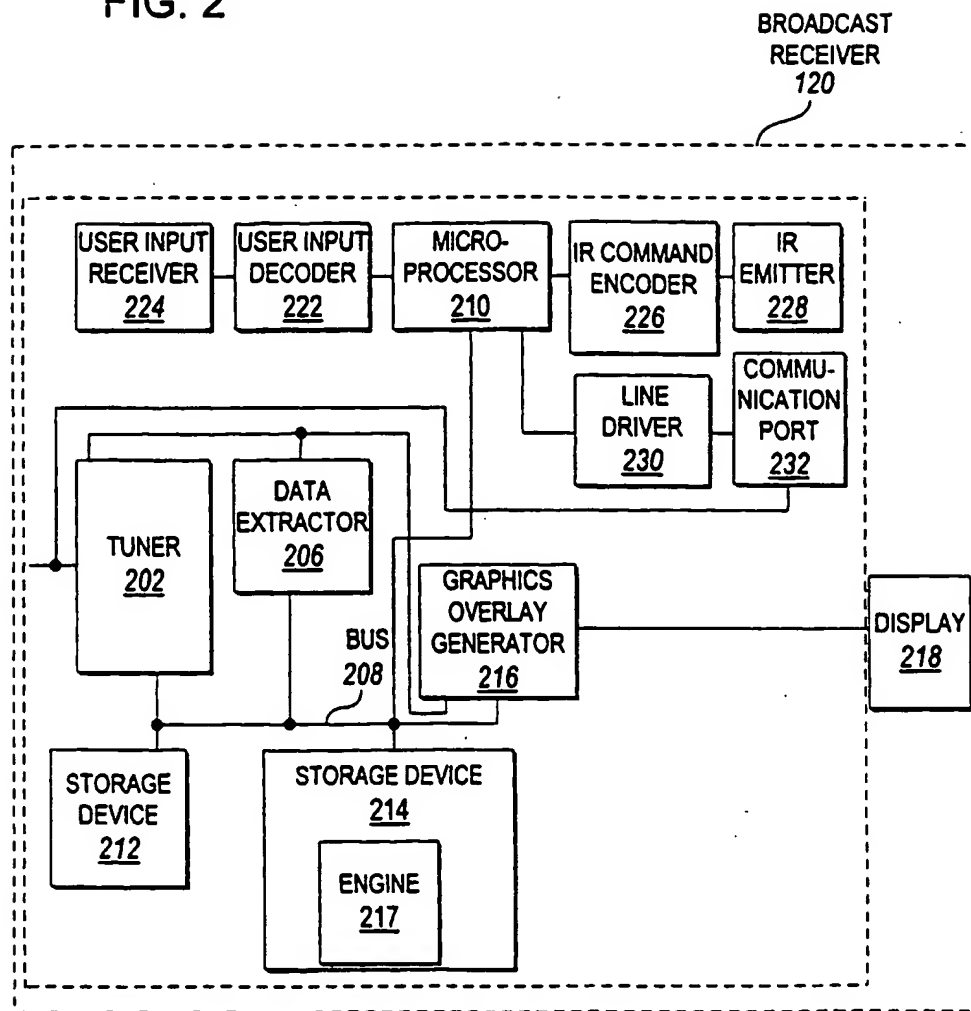 FIG. 2
BROADCAST
RECEIVER
120
USER INPUT
RECEIVER
224
USER INPUT
DECODER
222
MICRO-
PROCESSOR
210
IR COMMAND
ENCODER
226
IR
EMITTER
228
LINE
DRIVER
230
COMMU-
NICATION
PORT
232
TUNER
202
DATA
EXTRACTOR
206
GRAPHICS
OVERLAY
GENERATOR
216
DISPLAY
218
BUS
208
STORAGE
DEVICE
212
STORAGE DEVICE
214
ENGINE
217